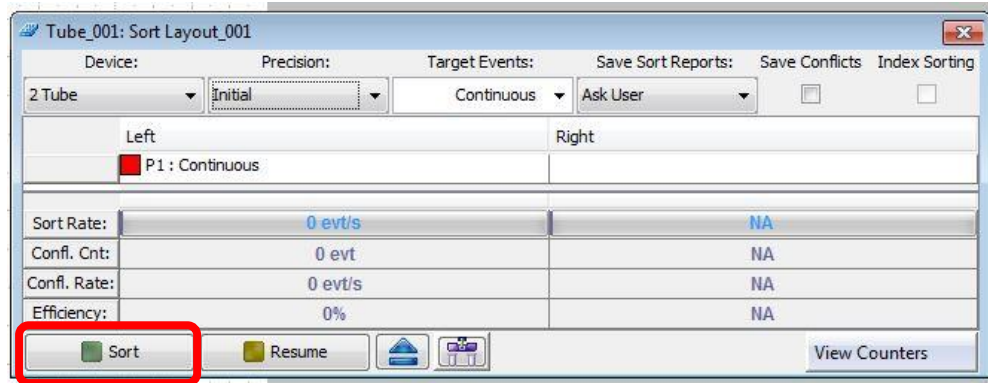 Tube_001: Sort Layout_001
Device: Precision: Target Events: Save Sort Reports: Save Conflicts Index Sorting
2 Tube Initial Continuous Ask User
Left Right
P1 : Continuous
Sort Rate: 0 evt/s NA
Confl. Cnt: 0 evt NA
Confl. Rate: 0 evt/s NA
Efficiency: 0% NA
Sort Resume View Counters